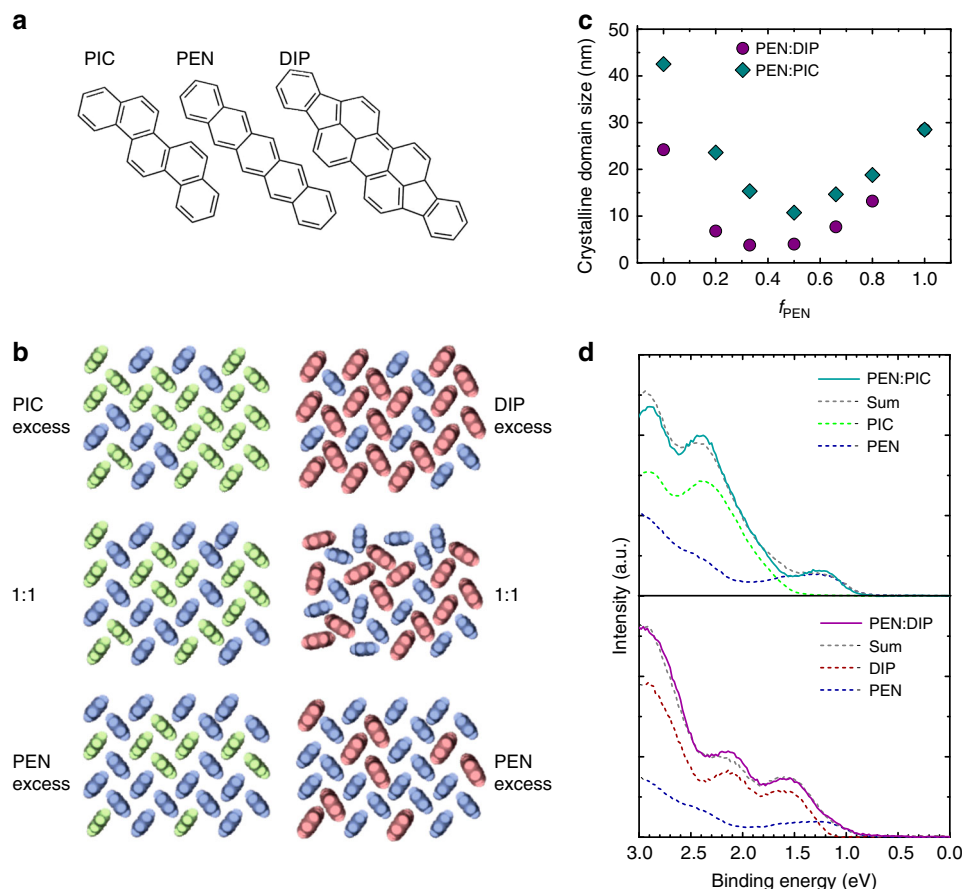 a
PIC
PEN
DIP
b
PIC
excess
DIP
excess
1:1
1:1
PEN
excess
PEN
excess
c
Crystalline domain size (nm)
50
40
30
20
10
0
PEN:DIP
PEN:PIC
0.0 0.2 0.4 0.6 0.8 1.0
fPEN
d
Intensity (a.u.)
PEN:PIC
Sum
PIC
PEN
PEN:DIP
Sum
DIP
PEN
3.0 2.5 2.0 1.5 1.0 0.5 0.0
Binding energy (eV)